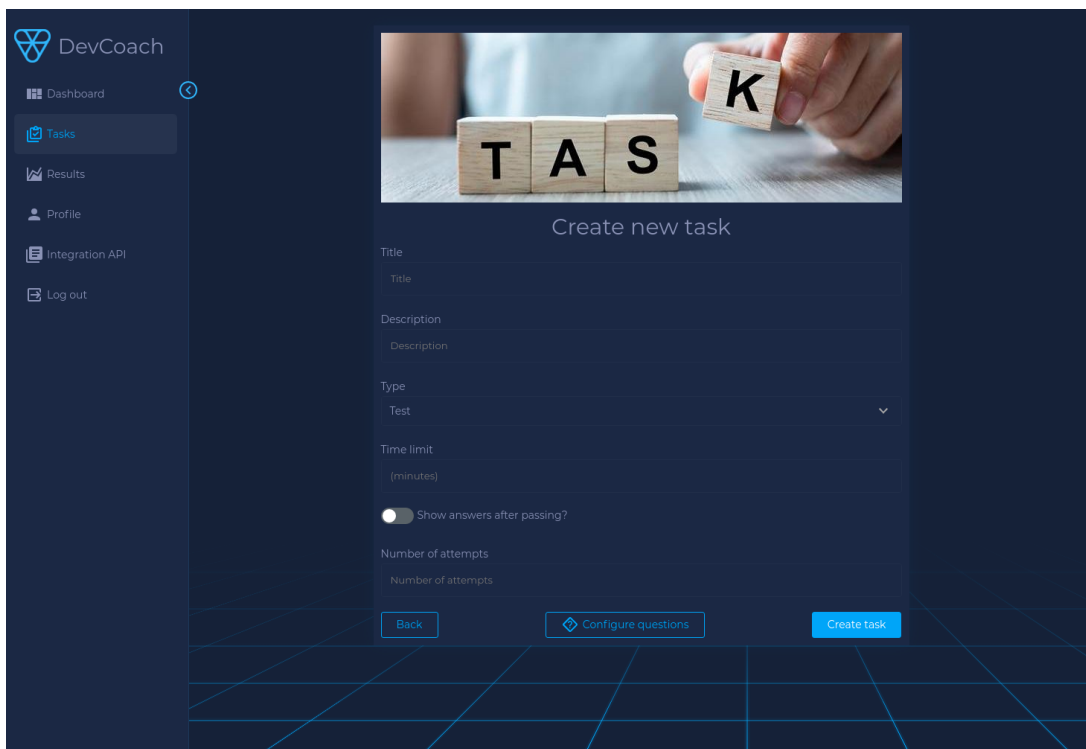 DevCoach
Dashboard
Tasks
Results
Profile
Integration API
Log out
T A S K
Create new task
Title
Title
Description
Description
Type
Test
Time limit
(minutes)
Show answers after passing?
Number of attempts
Number of attempts
Back
Configure questions
Create task